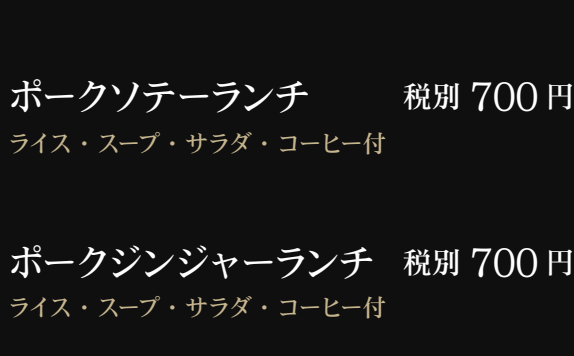 ポークソテーランチ 税別 700 円
ライス・スープ・サラダ・コーヒー付
ポークジンジャーランチ 税別 700 円
ライス・スープ・サラダ・コーヒー付